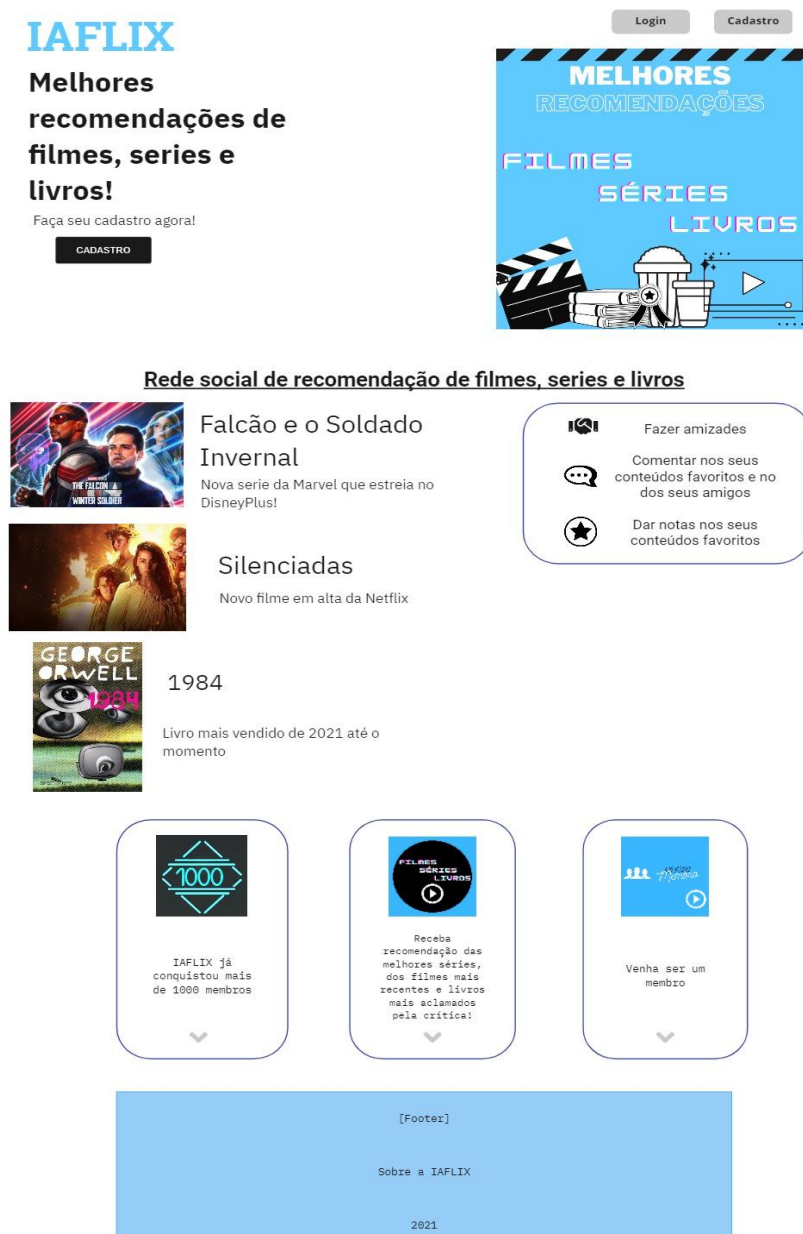 IAFLIX
Login
Cadastro
Melhores
recomendações de
filmes, series e
livros!
Faça seu cadastro agora!
CADASTRO
MELHORES
RECOMENDAÇÕES
FILMES
SÉRIES
LIVROS
Rede social de recomendação de filmes, series e livros
THE FALCON
WINTER SOLDIER
Falcão e o Soldado
Invernal
Nova serie da Marvel que estreia no
DisneyPlus!
Fazer amizades
Comentar nos seus
conteúdos favoritos e no
dos seus amigos
Dar notas nos seus
conteúdos favoritos
Silenciadas
Novo filme em alta da Netflix
GEORGE
ORWELL
1984
1984
Livro mais vendido de 2021 até o
momento
1000
IAFLIX já
conquistou mais
de 1000 membros
FILMES
SÉRIES
LIVROS
Receba
recomendação das
melhores séries,
dos filmes mais
recentes e livros
mais aclamados
pela crítica!
Membro
Venha ser um
membro
[Footer]
Sobre a IAFLIX
2021